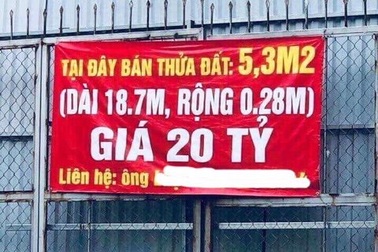 TẠI ĐÂY BÁN THỬA ĐẤT: 5,3M2
(DÀI 18.7M, RỘNG 0.28M)
GIÁ 20 TỶ
Liên hệ: ông